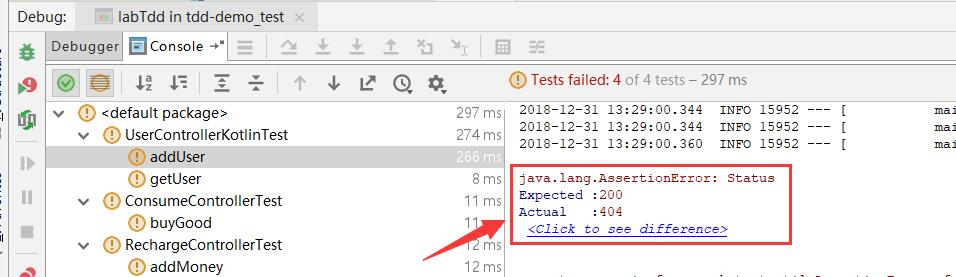 Debug: labTdd in tdd-demo_test ×
Debugger Console
Tests failed: 4 of 4 tests – 297 ms
<default package> 297 ms
UserControllerKotlinTest 274 ms
addUser 266 ms
getUser 8 ms
ConsumeControllerTest 11 ms
buyGood 11
RechargeControllerTest 12 ms
addMoney 12 ms
2018-12-31 13:29:00.344 INFO 15952 --- [ mai
2018-12-31 13:29:00.344 INFO 15952 --- [ mai
2018-12-31 13:29:00.360 INFO 15952 --- [ mai
java.lang.AssertionError: Status
Expected :200
Actual :404
<Click to see difference>